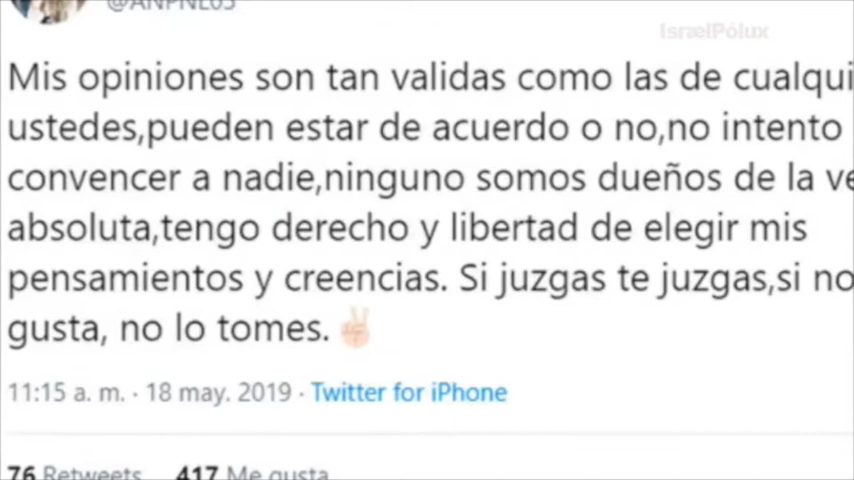 IsrælPólux
Mis opiniones son tan validas como las de cualqui
ustedes,pueden estar de acuerdo o no,no intento
convencer a nadie,ninguno somos dueños de la ve
absoluta,tengo derecho y libertad de elegir mis
pensamientos y creencias. Si juzgas te juzgas,si no
gusta, no lo tomes.✌🏻
11:15 a. m. · 18 may. 2019 · Twitter for iPhone
76 Retweets 417 Me gusta